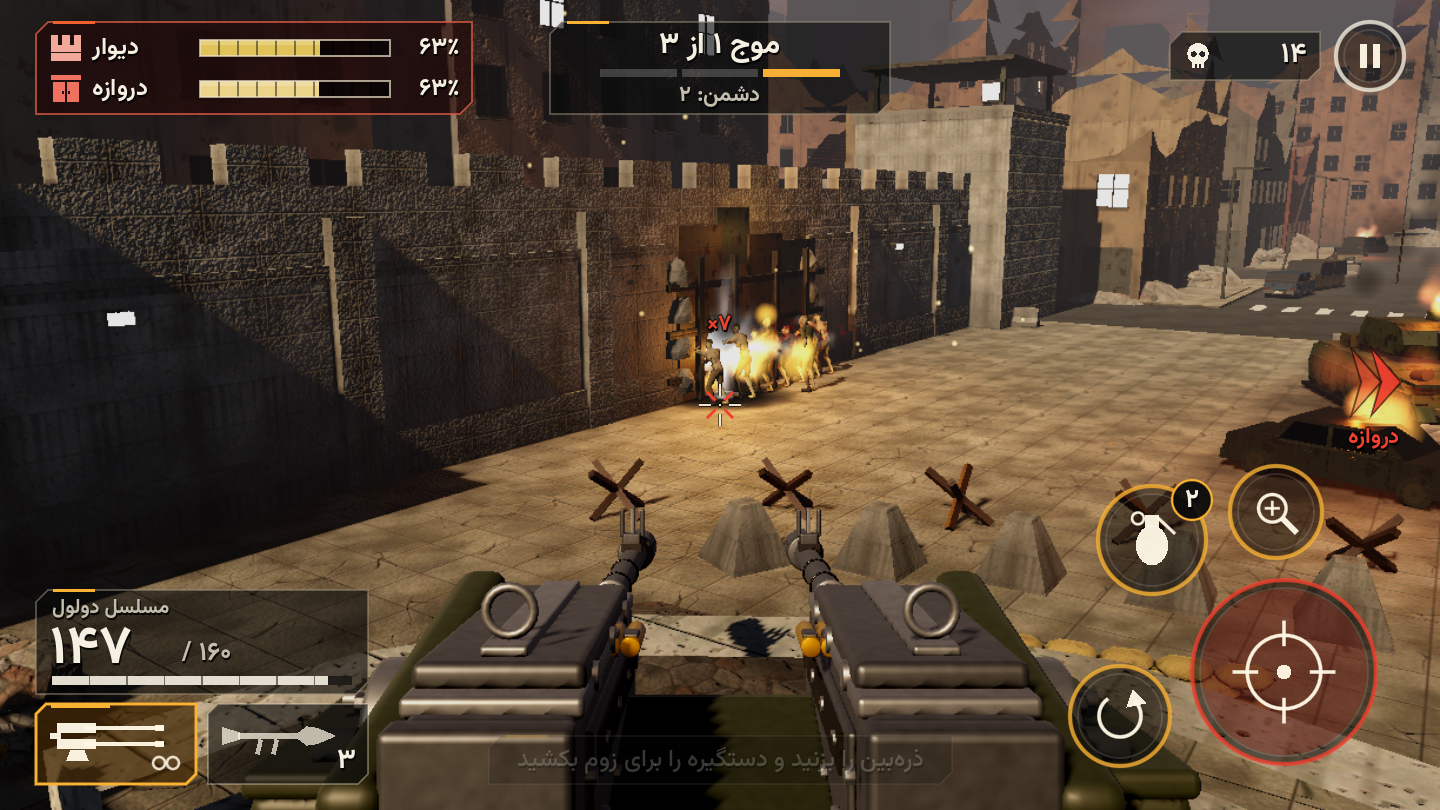 دیوار ۶۳٪
دروازه ۶۳٪
موج ۱ از ۳
دشمن: ۲
۱۴
×۷
دروازه
۲
مسلسل دولول
۱۴۷ / ۱۶۰
∞
۳
ذره‌بین را بزنید و دستگیره را برای زوم بکشید